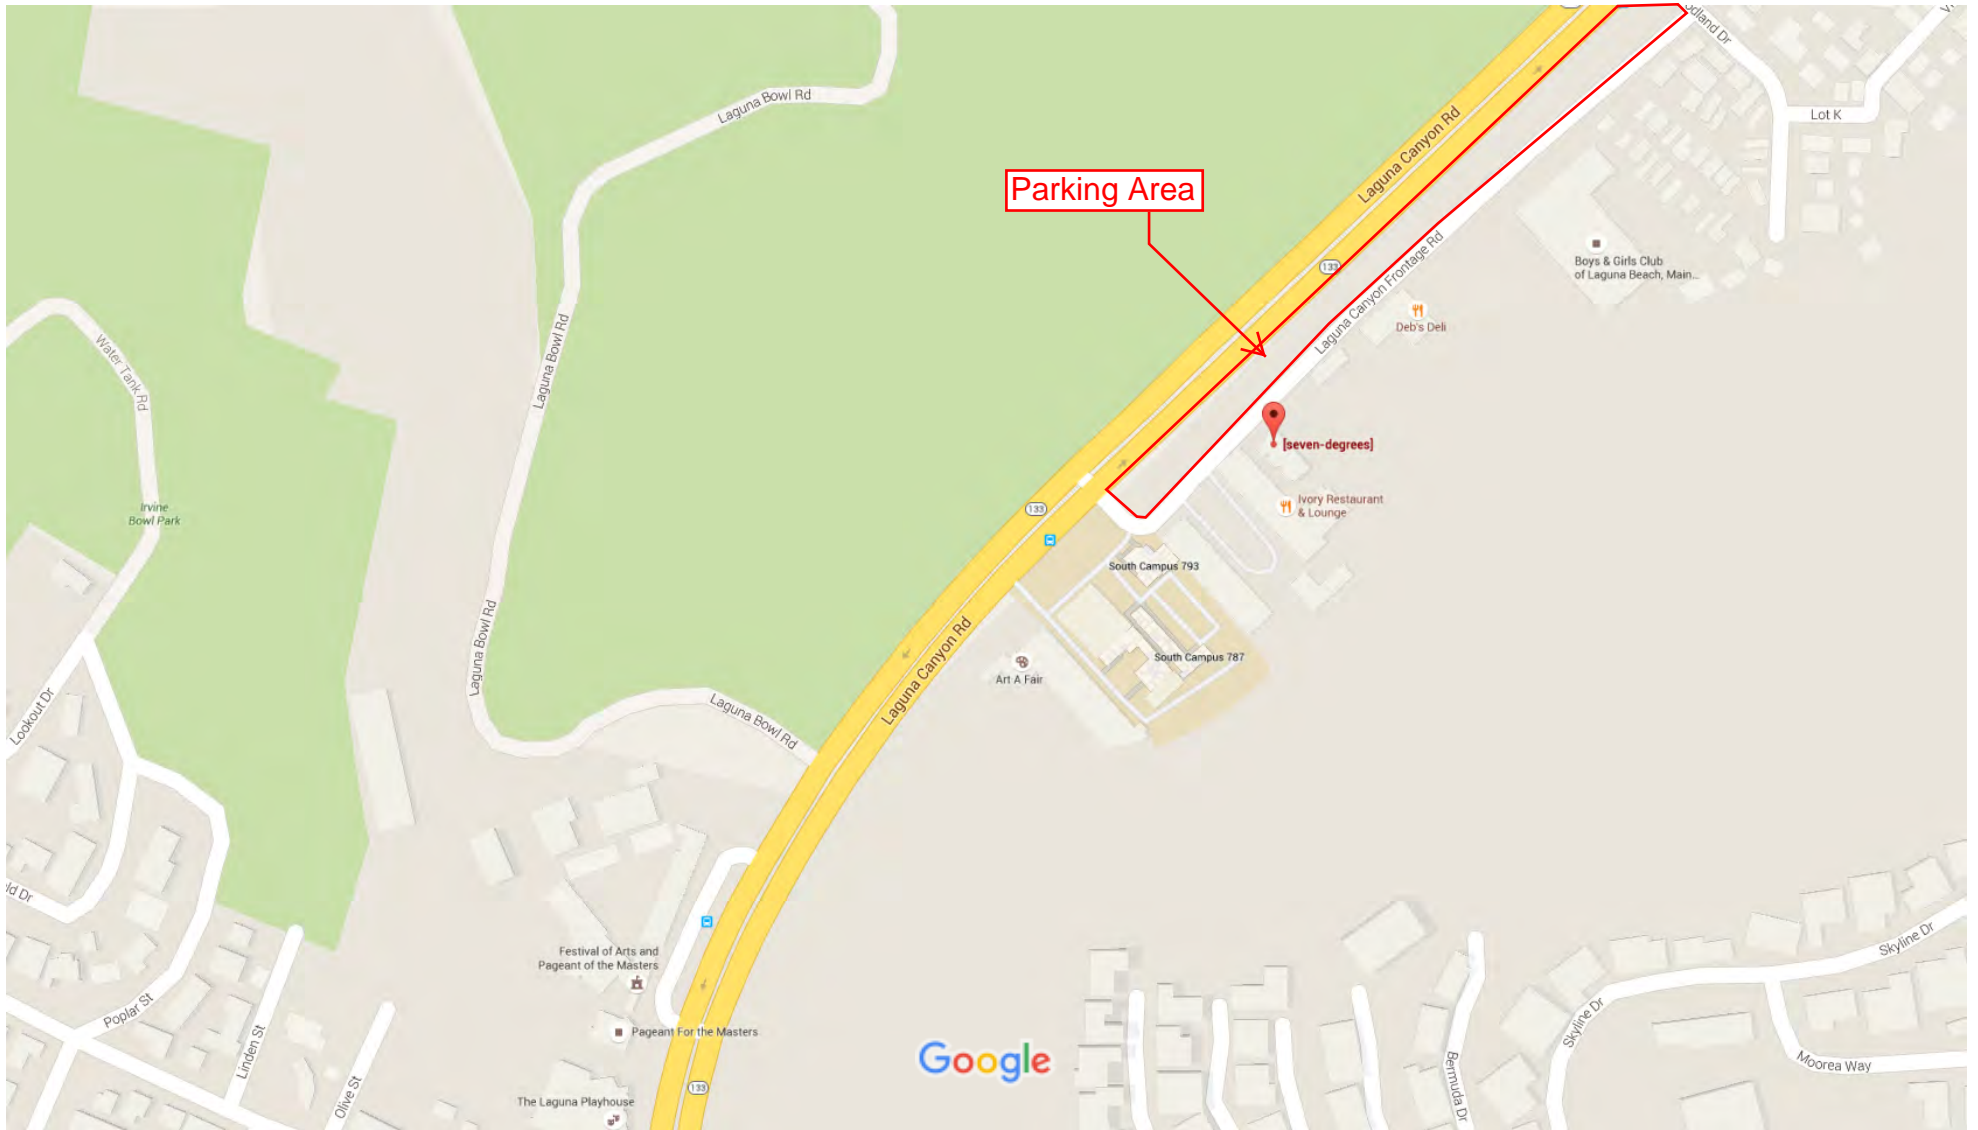 odland Dr
Lot K
Laguna Bowl Rd
Laguna Canyon Rd
Parking Area
133
Boys & Girls Club
of Laguna Beach, Main...
Laguna Canyon Frontage Rd
Deb's Deli
Laguna Bowl Rd
Water Tank Rd
[seven-degrees]
Ivory Restaurant
& Lounge
133
Irvine
Bowl Park
South Campus 793
Laguna Bowl Rd
Laguna Canyon Rd
South Campus 787
Art A Fair
Lookout Dr
Laguna Bowl Rd
ld Dr
Festival of Arts and
Pageant of the Masters
Skyline Dr
Poplar St
Linden St
Olive St
Pageant For the Masters
Skyline Dr
Google
Moorea Way
Bermuda Dr
133
The Laguna Playhouse